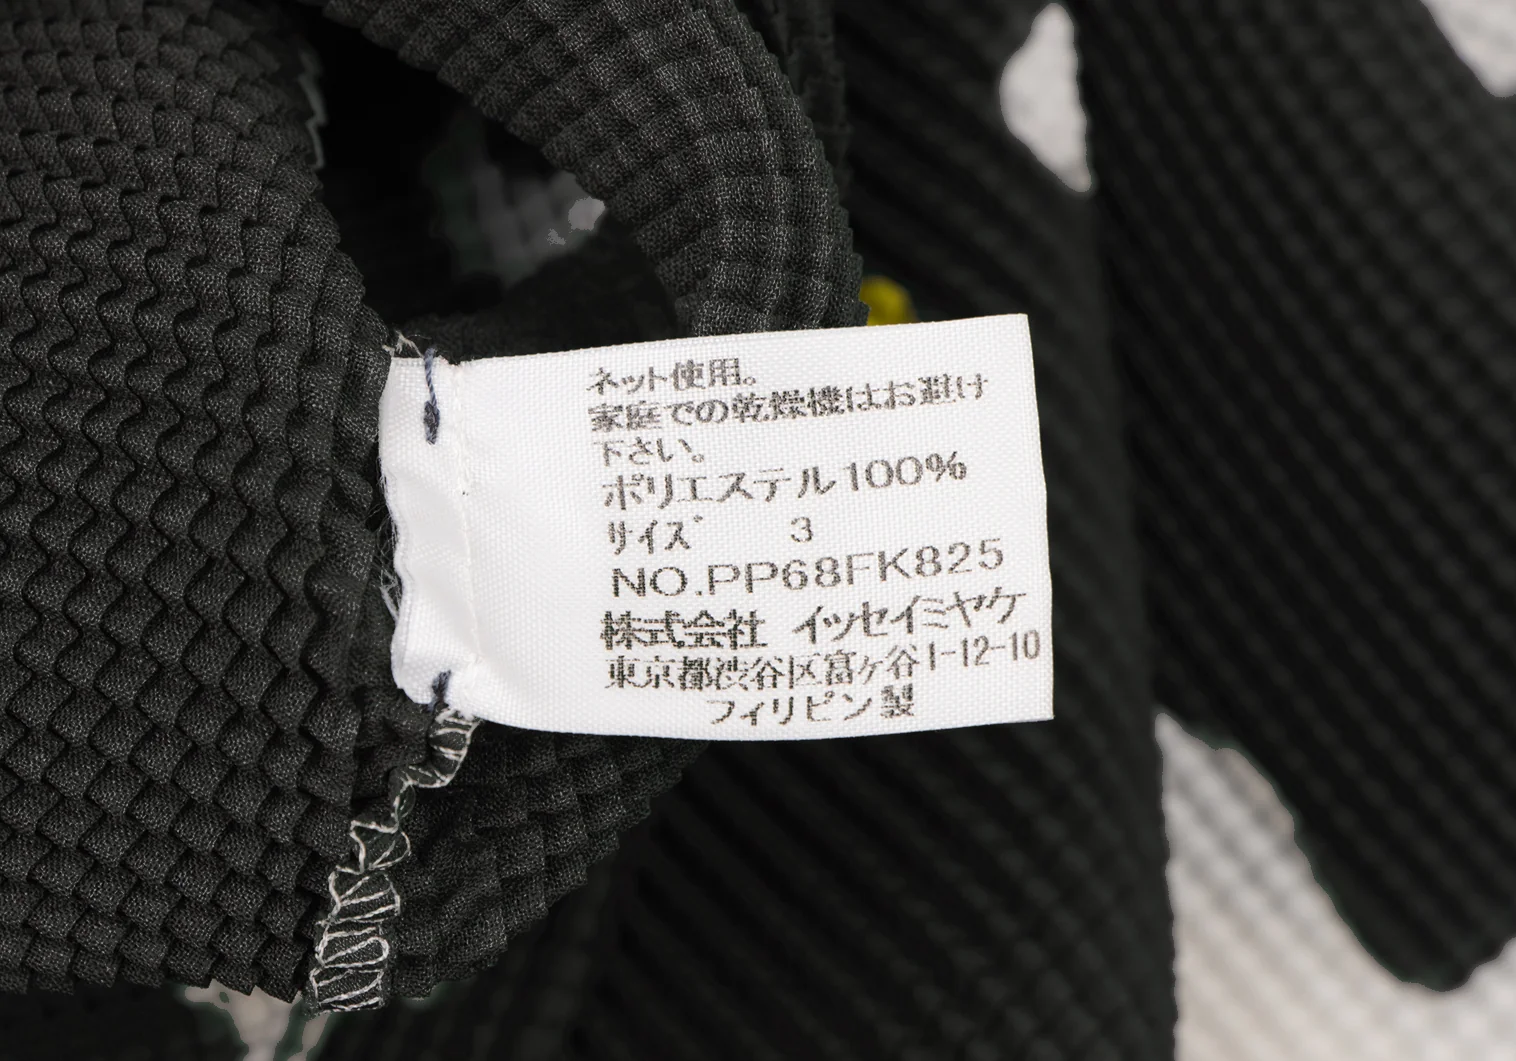 ネット使用。
家庭での乾燥機はお避け
下さい。
ポリエステル100%
サイズ 3
NO.PP68FK825
株式会社 イッセイミヤケ
東京都渋谷区富ヶ谷1-12-10
フィリピン製